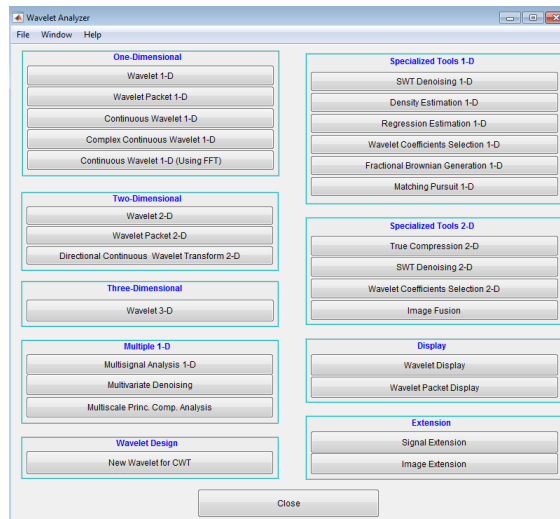 Wavelet Analyzer
File Window Help
One-Dimensional
Wavelet 1-D
Wavelet Packet 1-D
Continuous Wavelet 1-D
Complex Continuous Wavelet 1-D
Continuous Wavelet 1-D (Using FFT)
Two-Dimensional
Wavelet 2-D
Wavelet Packet 2-D
Directional Continuous Wavelet Transform 2-D
Three-Dimensional
Wavelet 3-D
Multiple 1-D
Multisignal Analysis 1-D
Multivariate Denoising
Multiscale Princ. Comp. Analysis
Wavelet Design
New Wavelet for CWT
Specialized Tools 1-D
SWT Denoising 1-D
Density Estimation 1-D
Regression Estimation 1-D
Wavelet Coefficients Selection 1-D
Fractional Brownian Generation 1-D
Matching Pursuit 1-D
Specialized Tools 2-D
True Compression 2-D
SWT Denoising 2-D
Wavelet Coefficients Selection 2-D
Image Fusion
Display
Wavelet Display
Wavelet Packet Display
Extension
Signal Extension
Image Extension
Close